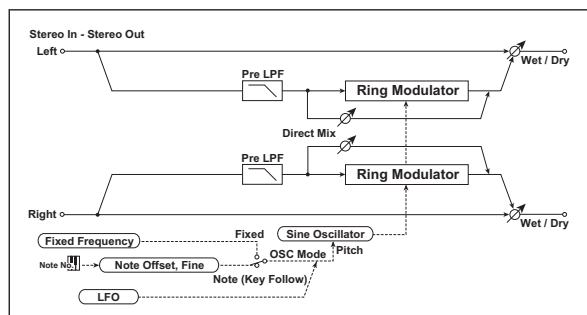 Stereo In - Stereo Out
Left
Wet / Dry
Pre LPF
Ring Modulator
Direct Mix
Pre LPF
Ring Modulator
Right
Wet / Dry
Fixed Frequency
Fixed
Sine Oscillator
OSC Mode
Pitch
Note No.
Note Offset, Fine
Note (Key Follow)
LFO